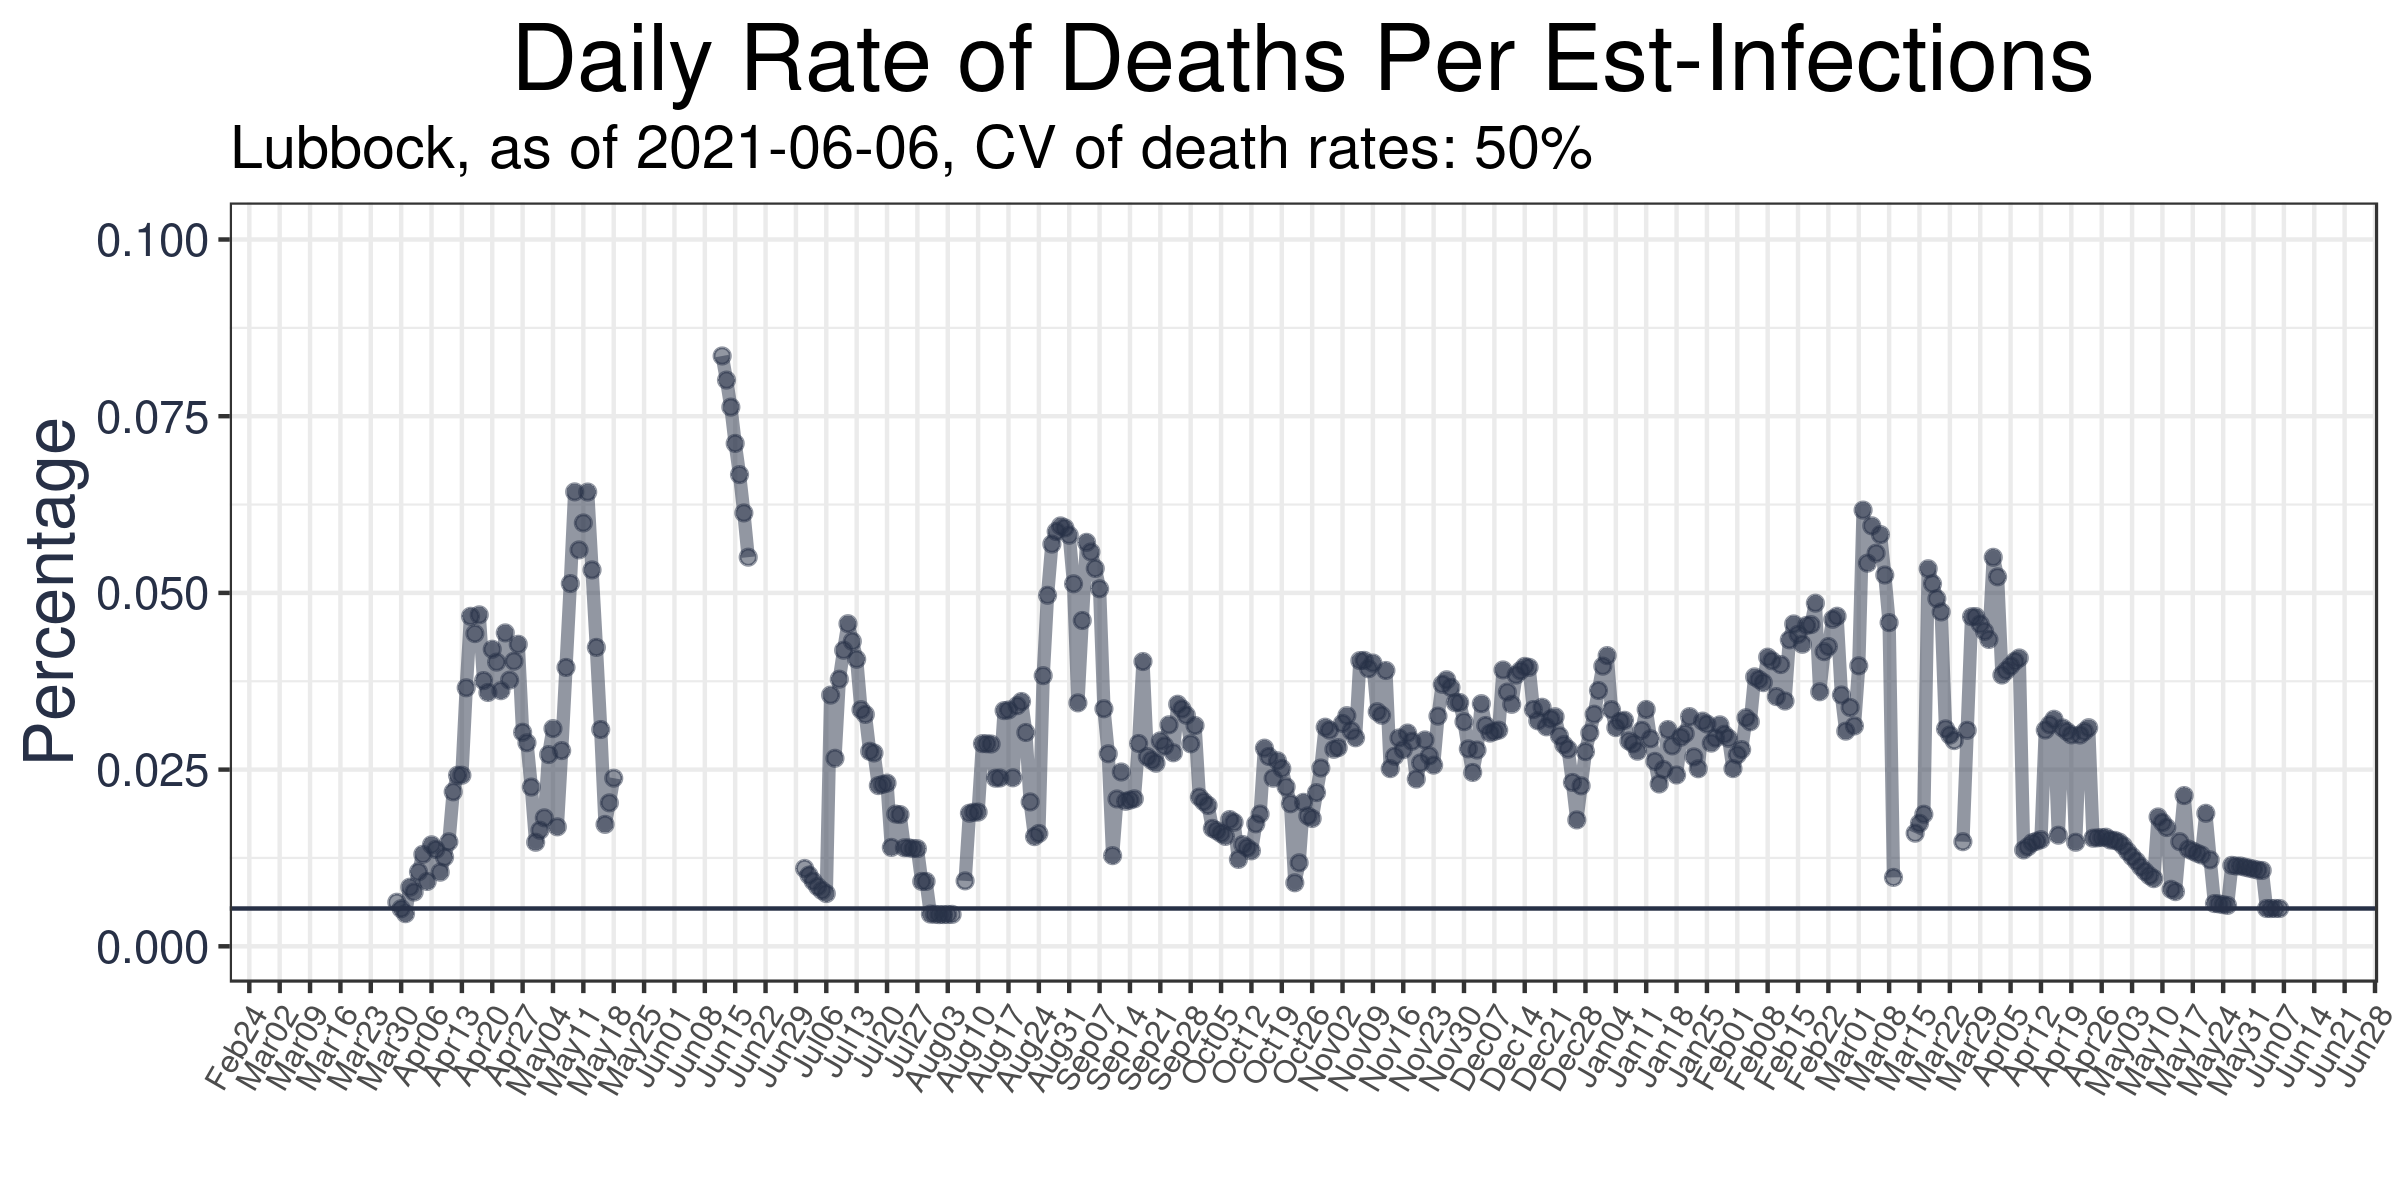 Daily Rate of Deaths Per Est-Infections
Lubbock, as of 2021-06-06, CV of death rates: 50%
Percentage
0.100
0.075
0.050
0.025
0.000
Feb24
Mar02
Mar09
Mar16
Mar23
Mar30
Apr06
Apr13
Apr20
Apr27
May04
May11
May18
May25
Jun01
Jun08
Jun15
Jun22
Jun29
Jul06
Jul13
Jul20
Jul27
Aug03
Aug10
Aug17
Aug24
Aug31
Sep07
Sep14
Sep21
Sep28
Oct05
Oct12
Oct19
Oct26
Nov02
Nov09
Nov16
Nov23
Nov30
Dec07
Dec14
Dec21
Dec28
Jan04
Jan11
Jan18
Jan25
Feb01
Feb08
Feb15
Feb22
Mar01
Mar08
Mar15
Mar22
Mar29
Apr05
Apr12
Apr19
Apr26
May03
May10
May17
May24
May31
Jun07
Jun14
Jun21
Jun28